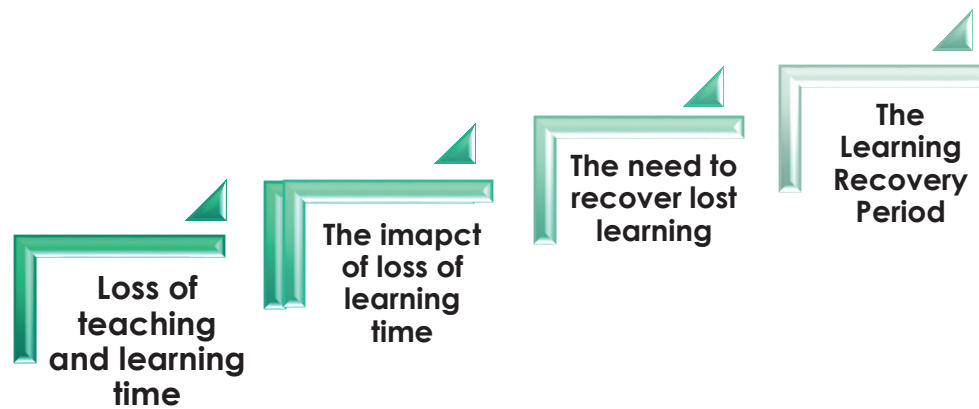 Loss of
teaching
and learning
time
The imapct
of loss of
learning
time
The need to
recover lost
learning
The
Learning
Recovery
Period